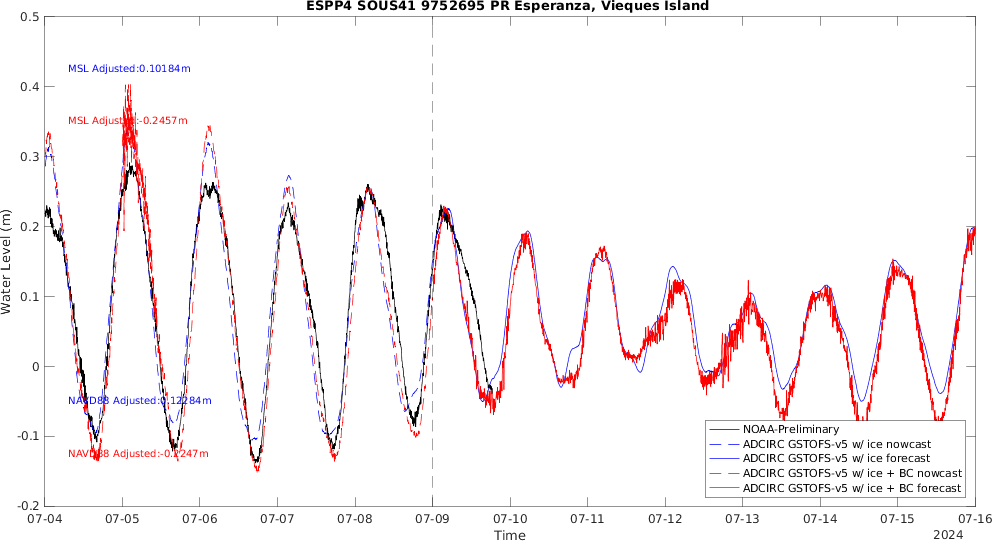 ESPP4 SOUS41 9752695 PR Esperanza, Vieques Island
0.5
0.4
0.3
0.2
0.1
0
-0.1
-0.2
Water Level (m)
MSL Adjusted:0.10184m
MSL Adjusted:-0.2457m
NAVD88 Adjusted:0.12284m
NAVD88 Adjusted:-0.2247m
NOAA-Preliminary
ADCIRC GSTOFS-v5 w/ ice nowcast
ADCIRC GSTOFS-v5 w/ ice forecast
ADCIRC GSTOFS-v5 w/ ice + BC nowcast
ADCIRC GSTOFS-v5 w/ ice + BC forecast
07-04 07-05 07-06 07-07 07-08 07-09 07-10 07-11 07-12 07-13 07-14 07-15 07-16
Time
2024